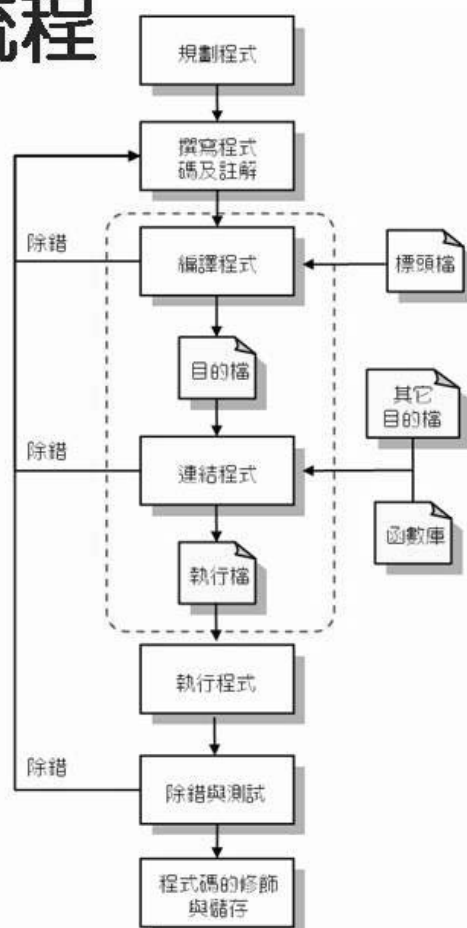 流程
規劃程式
撰寫程式
碼及註解
除錯
編譯程式
標頭檔
目的檔
其它
目的檔
除錯
連結程式
函數庫
執行檔
執行程式
除錯
除錯與測試
程式碼的修飾
與儲存